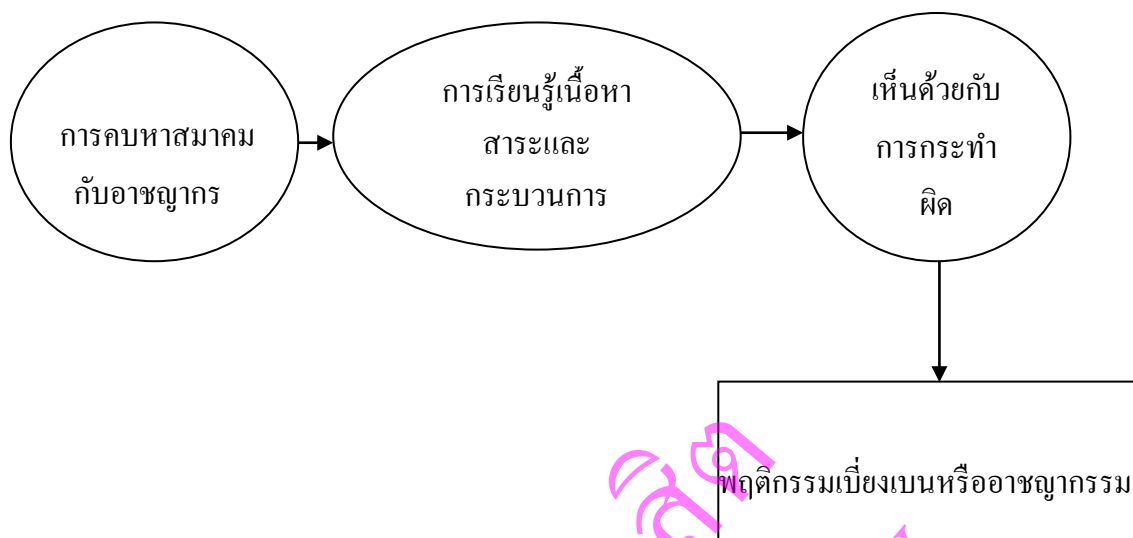 การคบหาสมาคม
กับอาชญากร
การเรียนรู้เนื้อหา
สาระและ
กระบวนการ
เห็นด้วยกับ
การกระทำ
ผิด
พฤติกรรมเบี่ยงเบนหรืออาชญากรรม